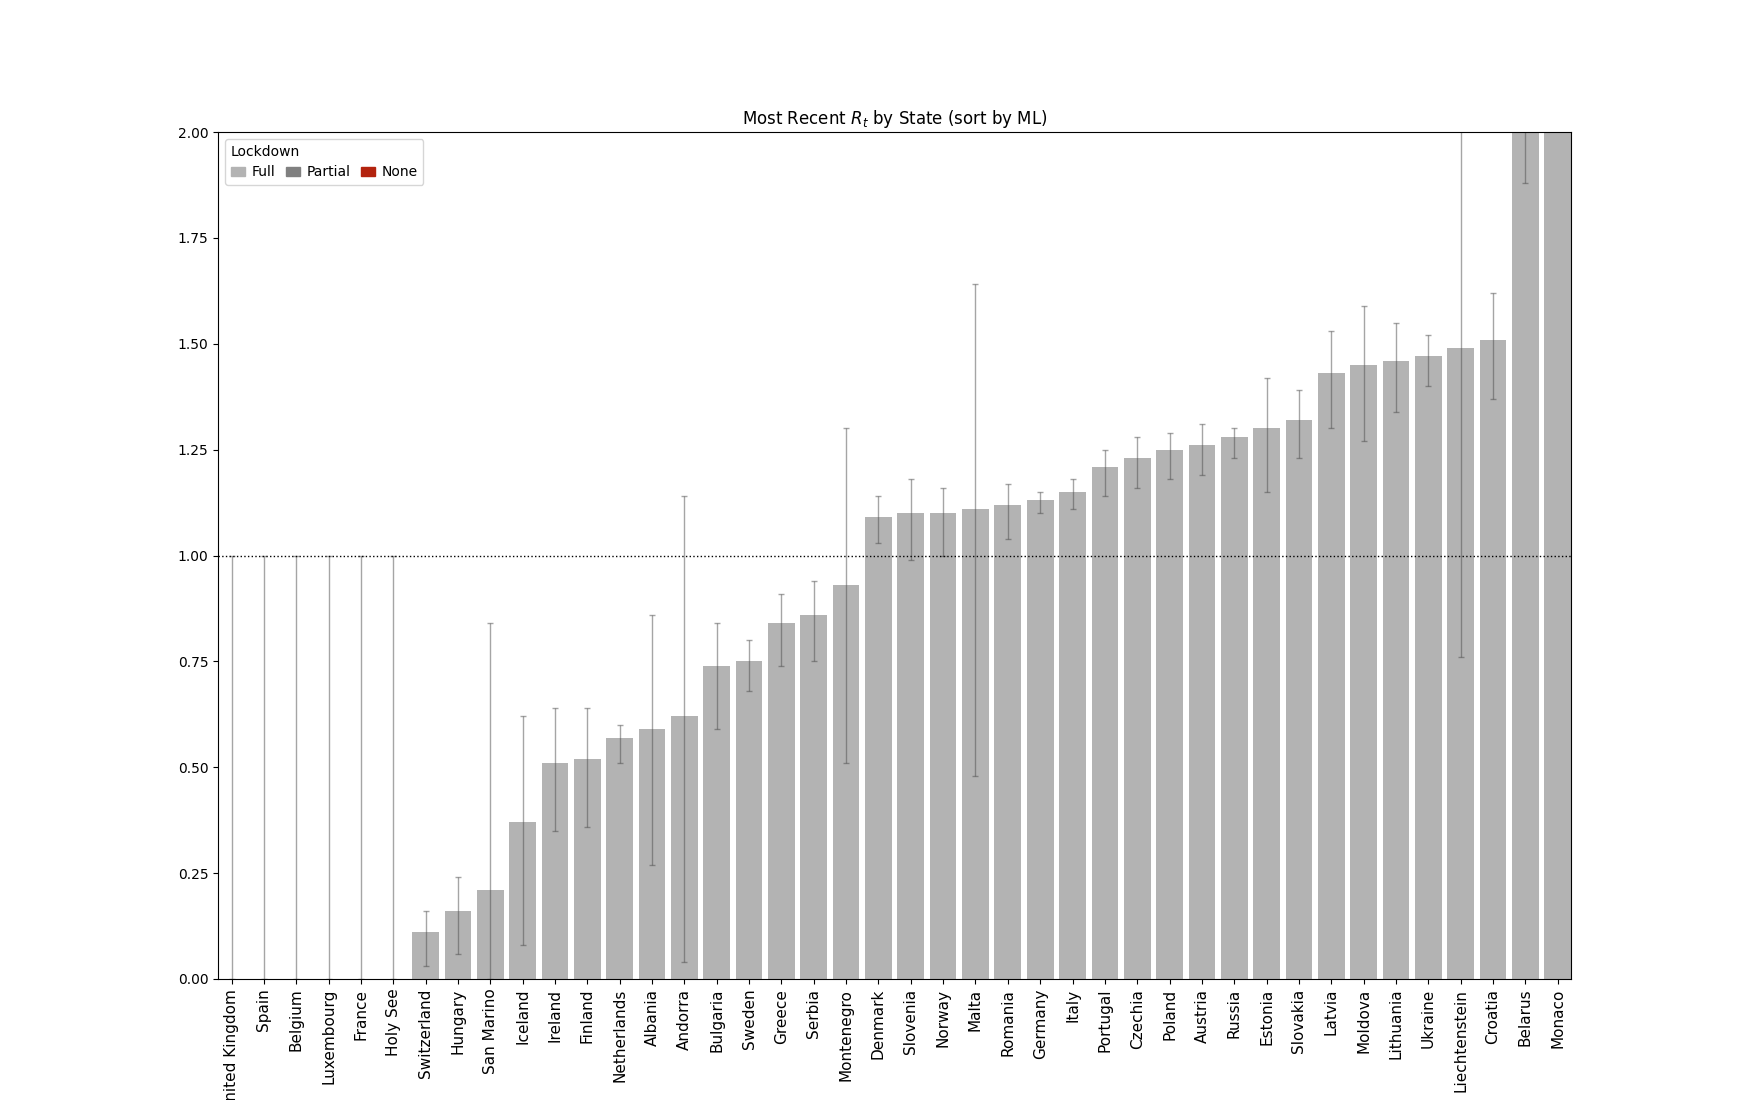 Most Recent Rt by State (sort by ML)
Lockdown
Full Partial None
2.00
1.75
1.50
1.25
1.00
0.75
0.50
0.25
0.00
nited Kingdom
Spain
Belgium
Luxembourg
France
Holy See
Switzerland
Hungary
San Marino
Iceland
Ireland
Finland
Netherlands
Albania
Andorra
Bulgaria
Sweden
Greece
Serbia
Montenegro
Denmark
Slovenia
Norway
Malta
Romania
Germany
Italy
Portugal
Czechia
Poland
Austria
Russia
Estonia
Slovakia
Latvia
Moldova
Lithuania
Ukraine
Liechtenstein
Croatia
Belarus
Monaco